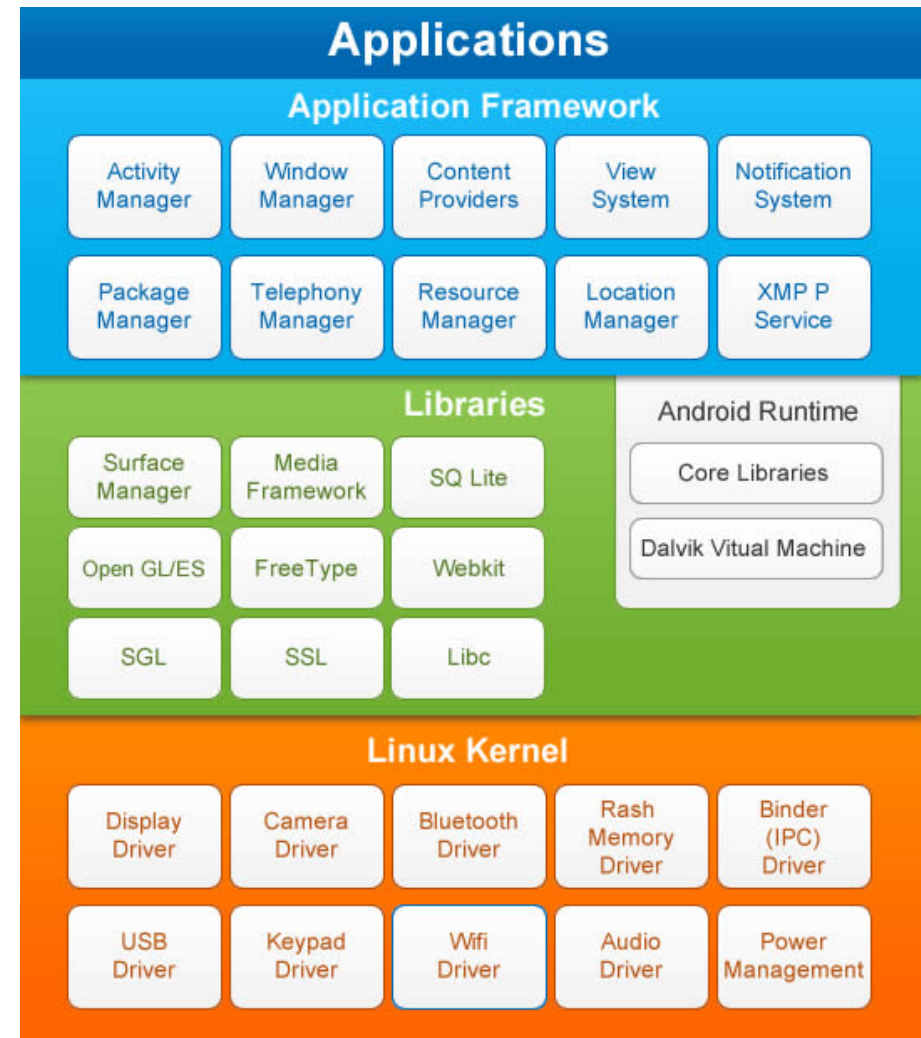 Applications
Application Framework
Activity
Manager
Window
Manager
Content
Providers
View
System
Notification
System
Package
Manager
Telephony
Manager
Resource
Manager
Location
Manager
XMP P
Service
Libraries
Surface
Manager
Media
Framework
SQ Lite
Open GL/ES
FreeType
Webkit
SGL
SSL
Libc
Android Runtime
Core Libraries
Dalvik Vitual Machine
Linux Kernel
Display
Driver
Camera
Driver
Bluetooth
Driver
Rash
Memory
Driver
Binder
(IPC)
Driver
USB
Driver
Keypad
Driver
Wifi
Driver
Audio
Driver
Power
Management